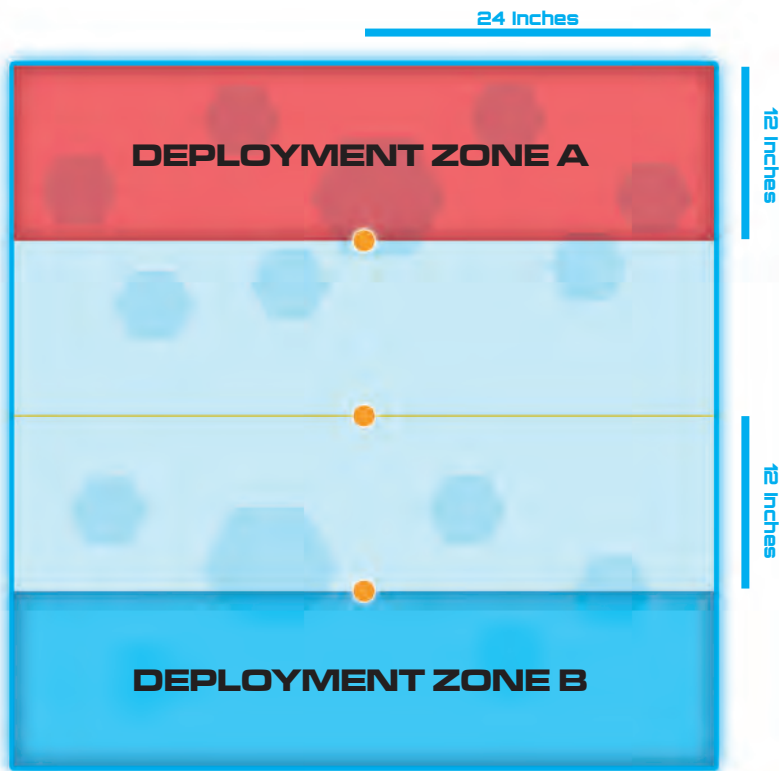 24 Inches
12 Inches
DEPLOYMENT ZONE A
12 Inches
DEPLOYMENT ZONE B